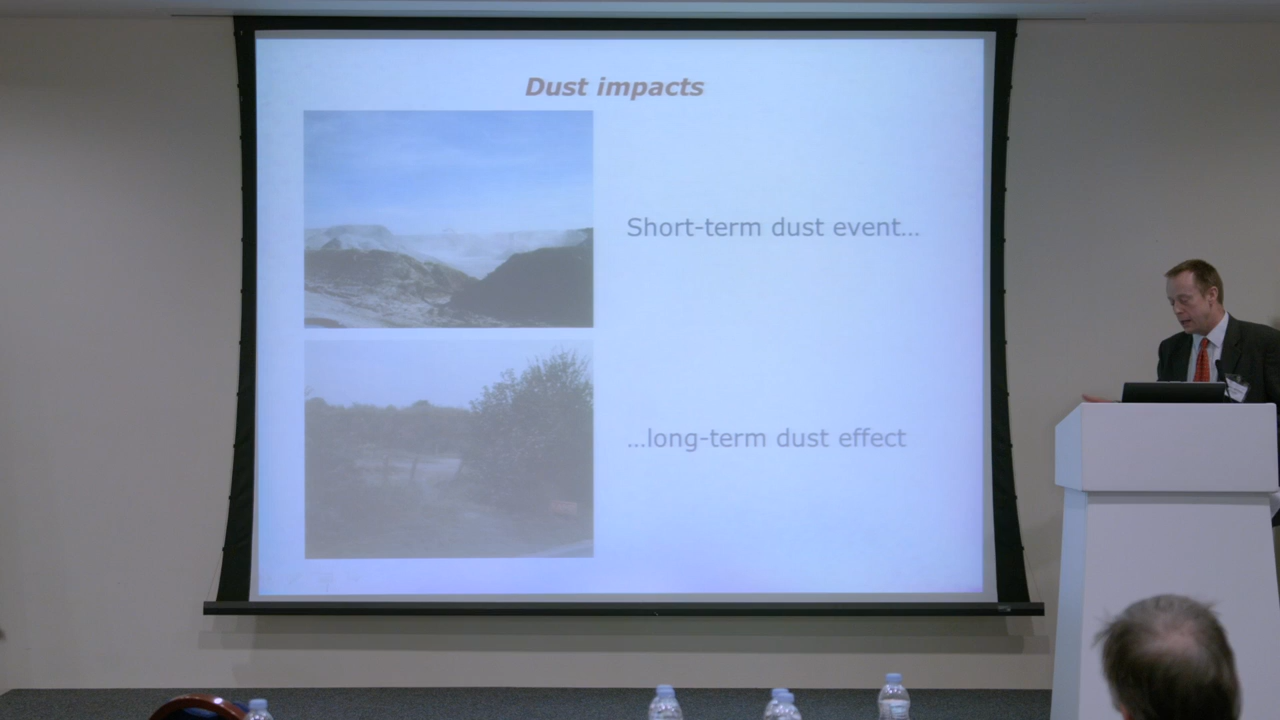 Dust impacts
Short-term dust event...
...long-term dust effect